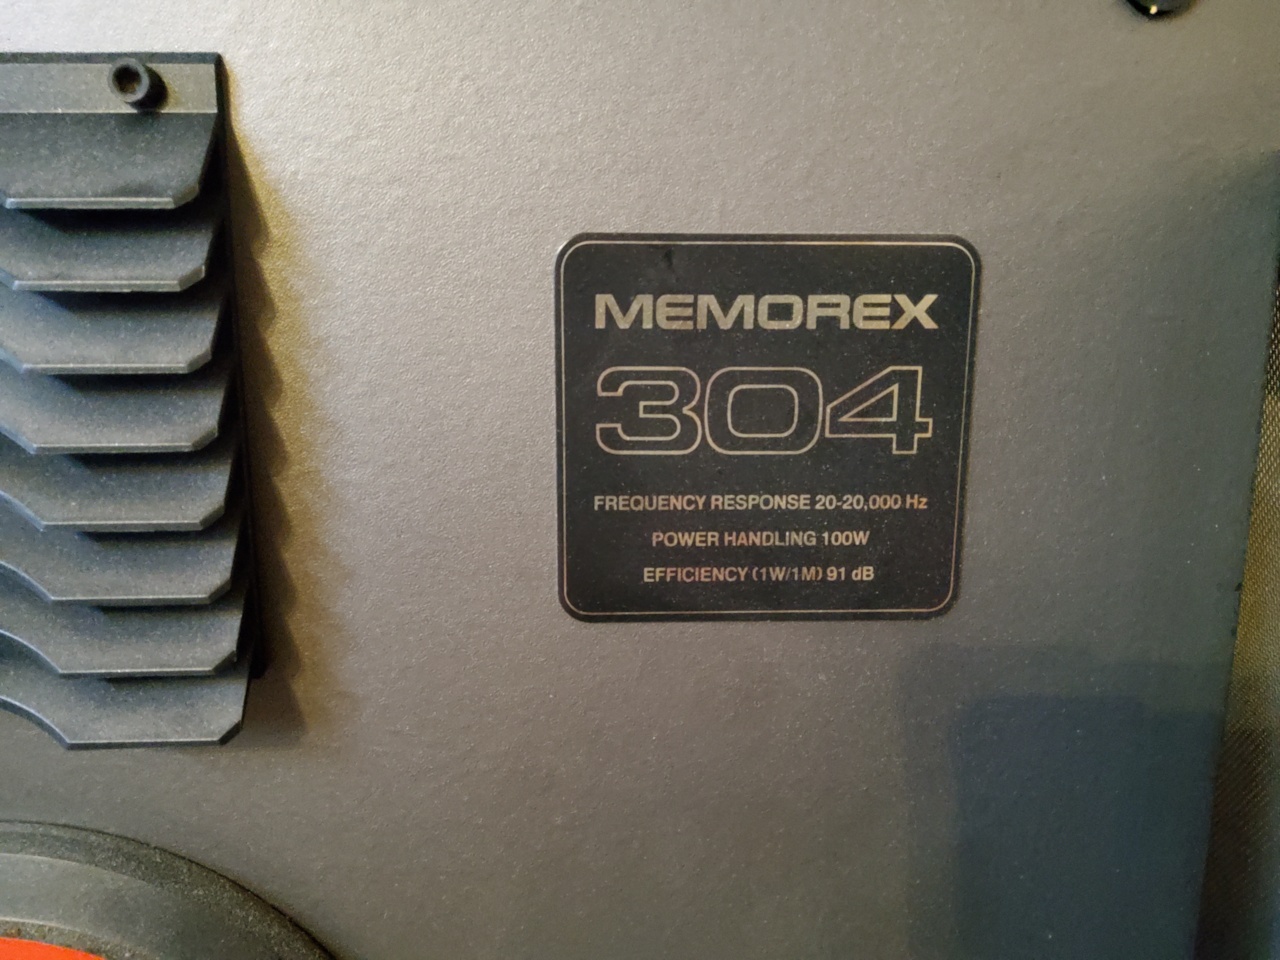 MEMOREX
304
FREQUENCY RESPONSE 20-20,000 Hz
POWER HANDLING 100W
EFFICIENCY (1W/1M) 91 dB